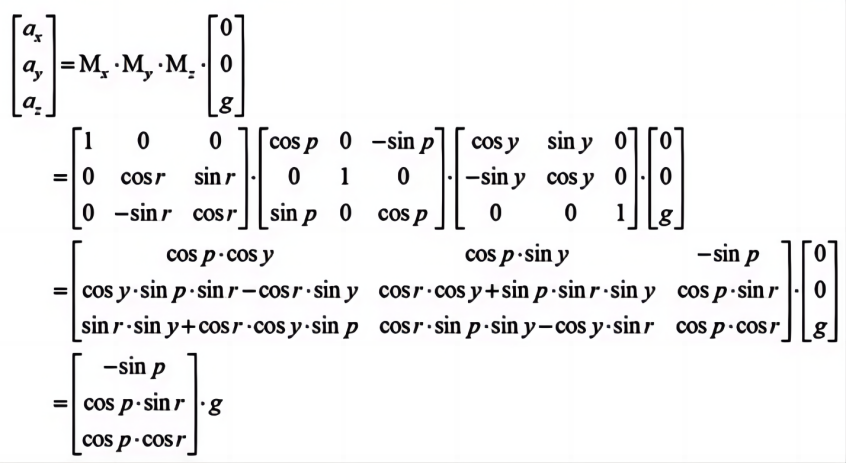 [a_x; a_y; a_z] = M_x · M_y · M_z · [0; 0; g]
= [1 0 0; 0 cos r sin r; 0 −sin r cos r] · [cos p 0 −sin p; 0 1 0; sin p 0 cos p] · [cos y sin y 0; −sin y cos y 0; 0 0 1] · [0; 0; g]
= [cos p·cos y cos p·sin y −sin p; cos y·sin p·sin r−cos r·sin y cos r·cos y+sin p·sin r·sin y cos p·sin r; sin r·sin y+cos r·cos y·sin p cos r·sin p·sin y−cos y·sin r cos p·cos r] · [0; 0; g]
= [−sin p; cos p·sin r; cos p·cos r] · g